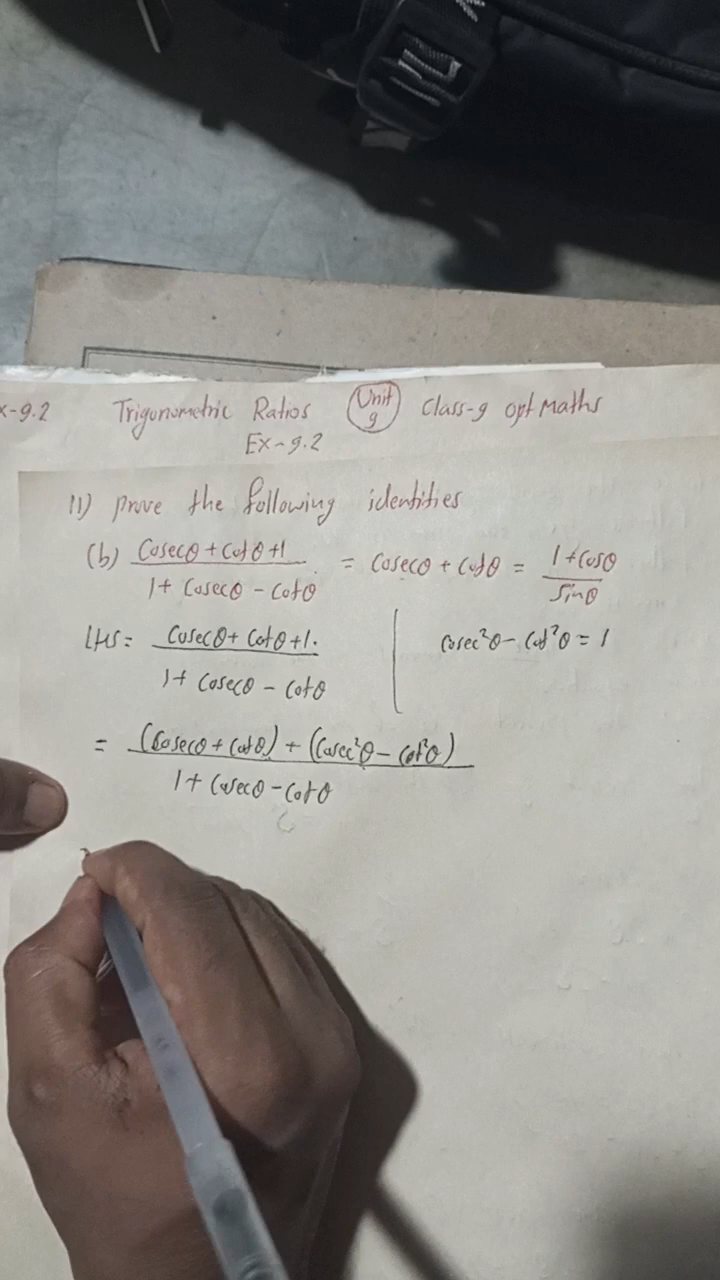 x-9.2 Trigonometric Ratios Unit 9 Class-9 opt Maths
Ex-9.2
11) prove the following identities
(b) (Cosecθ + Cotθ + 1)/(1 + Cosecθ - Cotθ) = Cosecθ + Cotθ = (1 + Cosθ)/(Sinθ)
LHS = (Cosecθ + Cotθ + 1.)/(1 + Cosecθ - Cotθ) | Cosec²θ - Cot²θ = 1
= ((Cosecθ + Cotθ) + (Cosec²θ - Cot²θ))/(1 + Cosecθ - Cotθ)